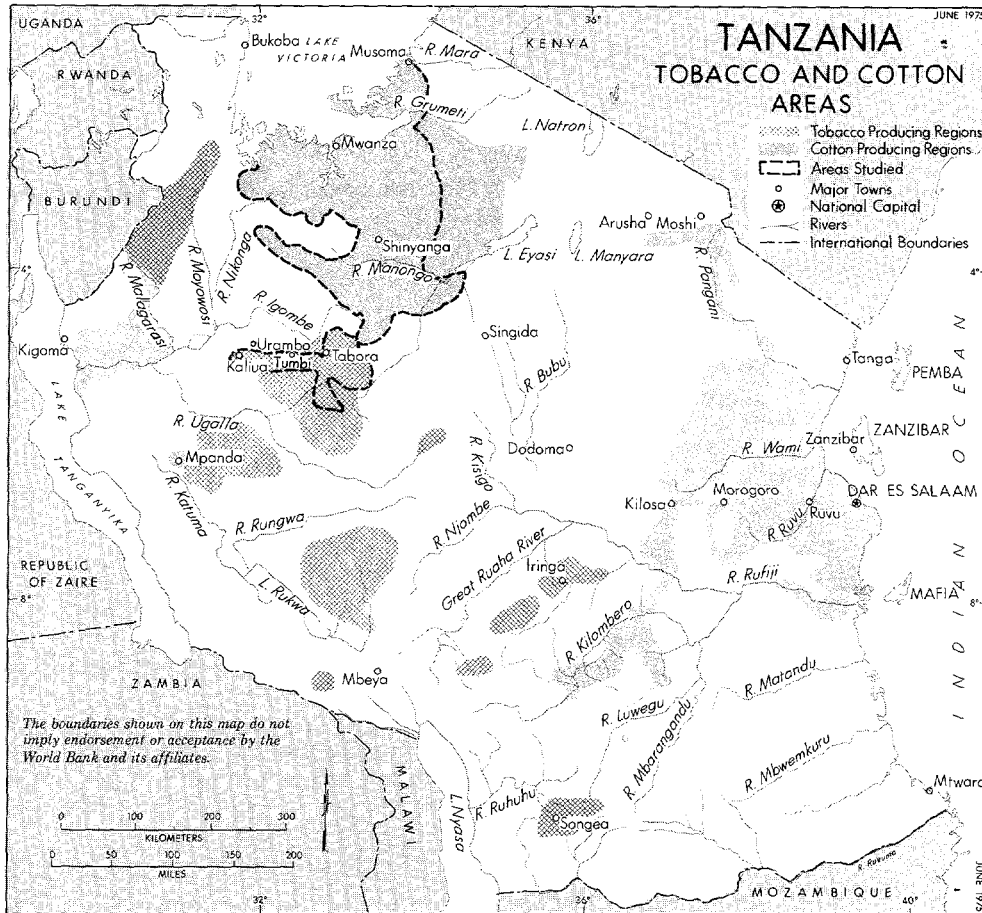 JUNE 1975
TANZANIA
TOBACCO AND COTTON
AREAS
Tobacco Producing Regions
Cotton Producing Regions
Areas Studied
Major Towns
National Capital
Rivers
International Boundaries
32°
36°
UGANDA
Bukoba
LAKE
VICTORIA
Musoma
R. Mara
KENYA
RWANDA
R. Grumeti
L. Natron
Mwanza
BURUNDI
Arusha
Moshi
Shinyanga
L. Eyasi
L. Manyara
R. Manongo
R. Pangani
4°
4°
R. Nikonga
R. Moyowosi
R. Malagarasi
R. Igombe
Kigoma
Urambo
Kaliua
Tumbi
Tabora
Singida
R. Bubu
Tanga
PEMBA
LAKE
TANGANYIKA
R. Ugalla
Mpanda
R. Katuma
R. Kisigo
Dodoma
R. Wami
Zanzibar
ZANZIBAR
Kilosa
Morogoro
R. Ruvu
Ruvu
DAR ES SALAAM
R. Rungwa
R. Njombe
Great Ruaha River
Iringa
REPUBLIC
OF ZAIRE
8°
8°
L. Rukwa
R. Rufiji
MAFIA
R. Kilombero
INDIAN OCEAN
ZAMBIA
Mbeya
R. Luwegu
R. Mbarangandu
R. Matandu
R. Mbwemkuru
The boundaries shown on this map do not
imply endorsement or acceptance by the
World Bank and its affiliates.
MALAWI
L. Nyasa
R. Ruhuhu
Songea
Mtwara
R. Rukuma
MOZAMBIQUE
0 100 200 300
KILOMETERS
0 50 100 150 200
MILES
32°
36°
40°
JUNE 1975